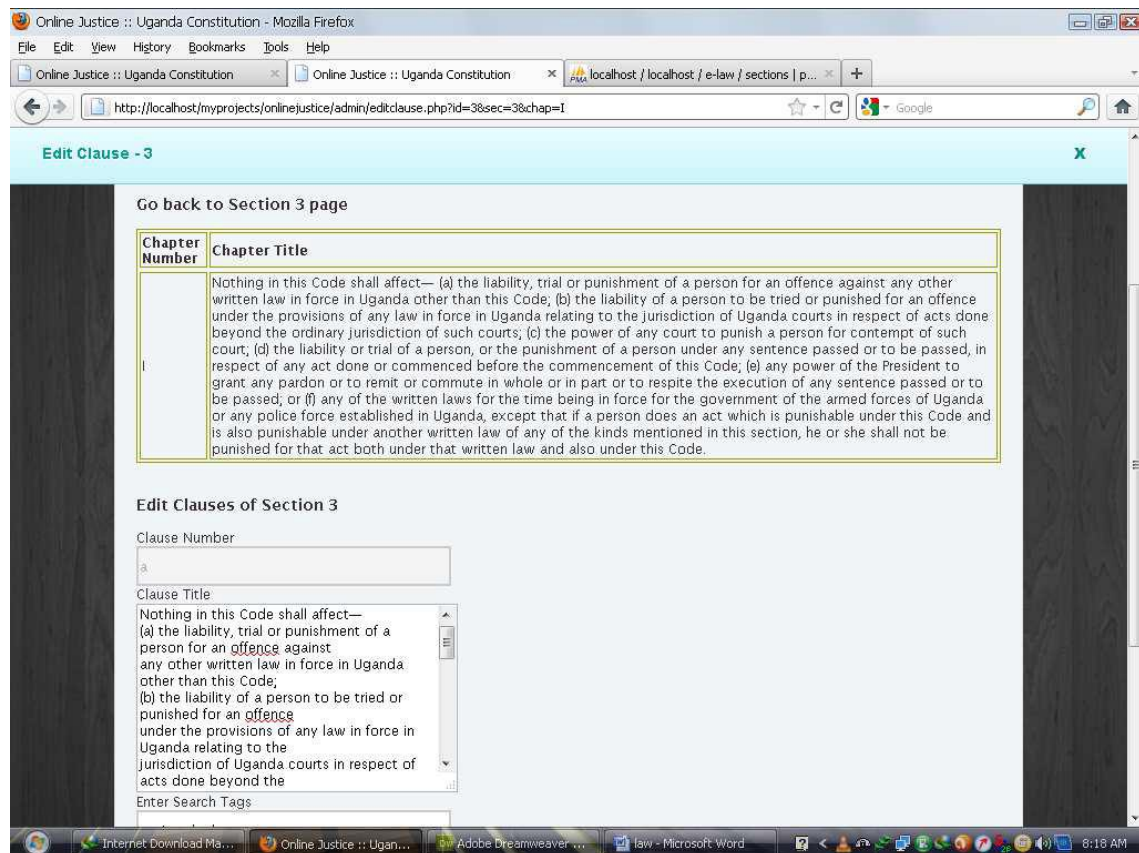 Online Justice :: Uganda Constitution - Mozilla Firefox
File Edit View History Bookmarks Tools Help
Online Justice :: Uganda Constitution
Online Justice :: Uganda Constitution
localhost / localhost / e-law / sections | p...
http://localhost/myprojects/onlinejustice/admin/editclause.php?id=3&sec=3&chap=I
Google
Edit Clause - 3
X
Go back to Section 3 page
Chapter Number
Chapter Title
I
Nothing in this Code shall affect— (a) the liability, trial or punishment of a person for an offence against any other
written law in force in Uganda other than this Code; (b) the liability of a person to be tried or punished for an offence
under the provisions of any law in force in Uganda relating to the jurisdiction of Uganda courts in respect of acts done
beyond the ordinary jurisdiction of such courts; (c) the power of any court to punish a person for contempt of such
court; (d) the liability or trial of a person, or the punishment of a person under any sentence passed or to be passed, in
respect of any act done or commenced before the commencement of this Code; (e) any power of the President to
grant any pardon or to remit or commute in whole or in part or to respite the execution of any sentence passed or to
be passed; or (f) any of the written laws for the time being in force for the government of the armed forces of Uganda
or any police force established in Uganda, except that if a person does an act which is punishable under this Code and
is also punishable under another written law of any of the kinds mentioned in this section, he or she shall not be
punished for that act both under that written law and also under this Code.
Edit Clauses of Section 3
Clause Number
a
Clause Title
Nothing in this Code shall affect—
(a) the liability, trial or punishment of a
person for an offence against
any other written law in force in Uganda
other than this Code;
(b) the liability of a person to be tried or
punished for an offence
under the provisions of any law in force in
Uganda relating to the
jurisdiction of Uganda courts in respect of
acts done beyond the
Enter Search Tags
Internet Download Ma...
Online Justice :: Ugan...
Adobe Dreamweaver ...
law - Microsoft Word
8:18 AM